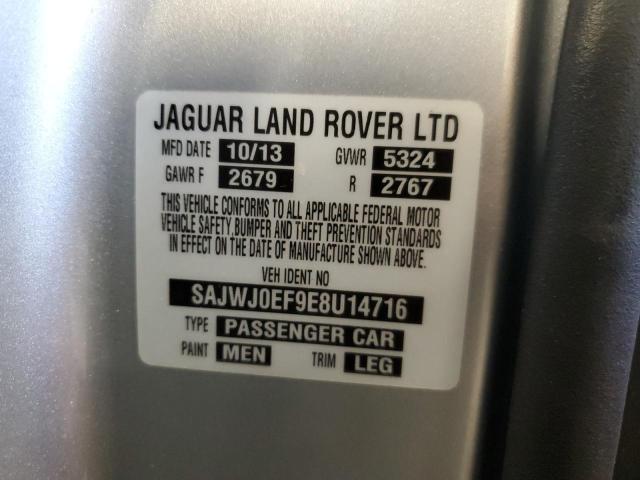 JAGUAR LAND ROVER LTD
MFD DATE 10/13 GVWR 5324
GAWR F 2679 R 2767
THIS VEHICLE CONFORMS TO ALL APPLICABLE FEDERAL MOTOR
VEHICLE SAFETY, BUMPER AND THEFT PREVENTION STANDARDS
IN EFFECT ON THE DATE OF MANUFACTURE SHOWN ABOVE.
VEH IDENT NO
SAJWJ0EF9E8U14716
TYPE PASSENGER CAR
PAINT MEN TRIM LEG